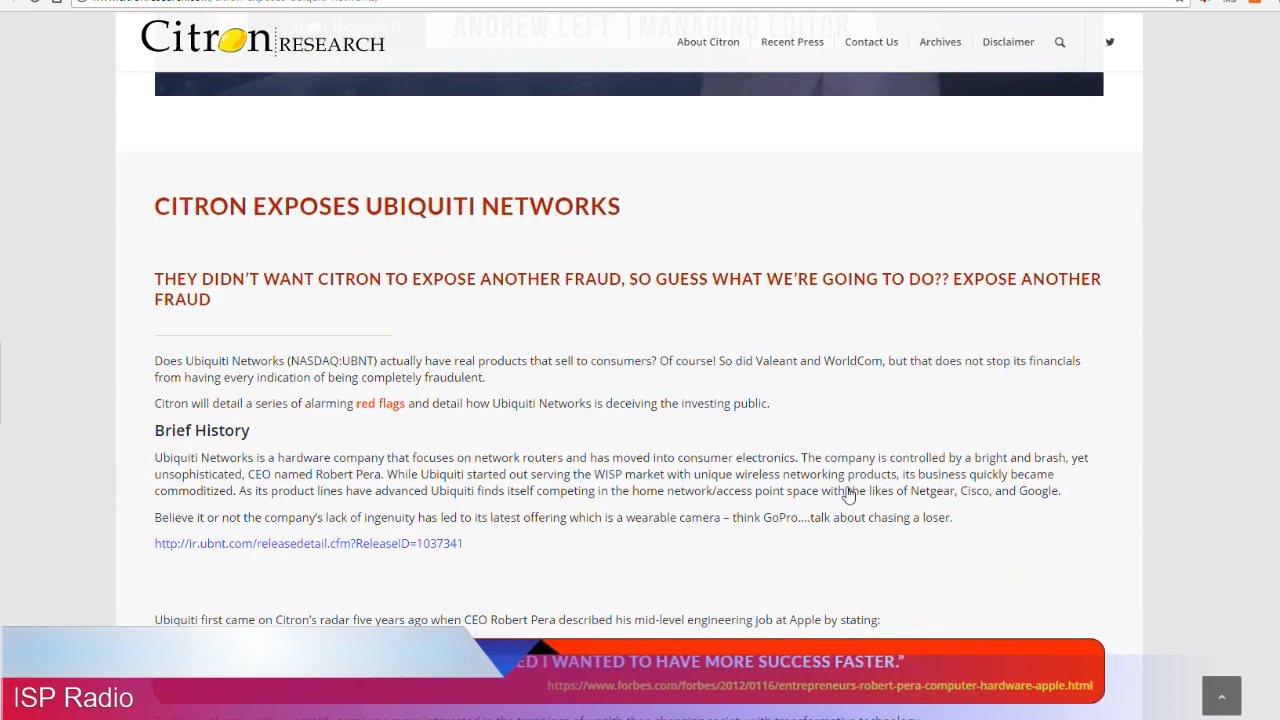 ANDREW LEFT | MANAGING EDITOR
Citron RESEARCH
About Citron Recent Press Contact Us Archives Disclaimer
CITRON EXPOSES UBIQUITI NETWORKS
THEY DIDN'T WANT CITRON TO EXPOSE ANOTHER FRAUD, SO GUESS WHAT WE'RE GOING TO DO?? EXPOSE ANOTHER
FRAUD
Does Ubiquiti Networks (NASDAQ:UBNT) actually have real products that sell to consumers? Of course! So did Valeant and WorldCom, but that does not stop its financials
from having every indication of being completely fraudulent.
Citron will detail a series of alarming red flags and detail how Ubiquiti Networks is deceiving the investing public.
Brief History
Ubiquiti Networks is a hardware company that focuses on network routers and has moved into consumer electronics. The company is controlled by a bright and brash, yet
unsophisticated, CEO named Robert Pera. While Ubiquiti started out serving the WISP market with unique wireless networking products, its business quickly became
commoditized. As its product lines have advanced Ubiquiti finds itself competing in the home network/access point space with the likes of Netgear, Cisco, and Google.
Believe it or not the company's lack of ingenuity has led to its latest offering which is a wearable camera – think GoPro....talk about chasing a loser.
http://ir.ubnt.com/releasedetail.cfm?ReleaseID=1037341
Ubiquiti first came on Citron's radar five years ago when CEO Robert Pera described his mid-level engineering job at Apple by stating:
I WANTED TO HAVE MORE SUCCESS FASTER."
https://www.forbes.com/forbes/2012/0116/entrepreneurs-robert-pera-computer-hardware-apple.html
ISP Radio